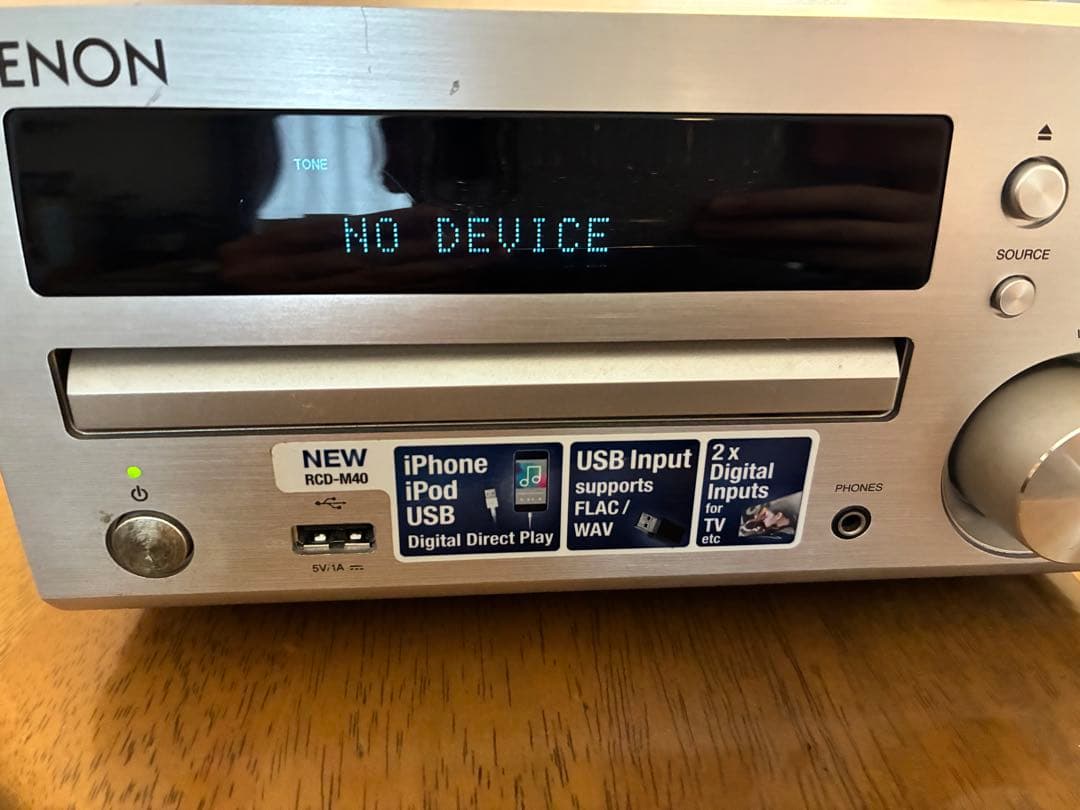 ENON
TONE
NO DEVICE
SOURCE
NEW
RCD-M40
5V/1A
iPhone
iPod
USB
Digital Direct Play
USB Input
supports
FLAC /
WAV
2 x
Digital
Inputs
for
TV
etc
PHONES